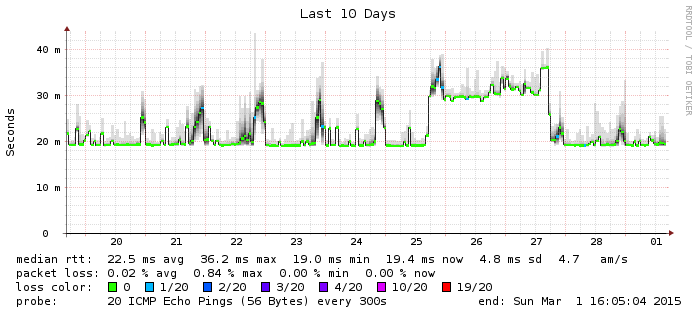 Last 10 Days
RRDTOOL / TOBI OETIKER
Seconds
40 m
30 m
20 m
10 m
0
20 21 22 23 24 25 26 27 28 01
median rtt: 22.5 ms avg 36.2 ms max 19.0 ms min 19.4 ms now 4.8 ms sd 4.7 am/s
packet loss: 0.02 % avg 0.84 % max 0.00 % min 0.00 % now
loss color: 0 1/20 2/20 3/20 4/20 10/20 19/20
probe: 20 ICMP Echo Pings (56 Bytes) every 300s end: Sun Mar 1 16:05:04 2015